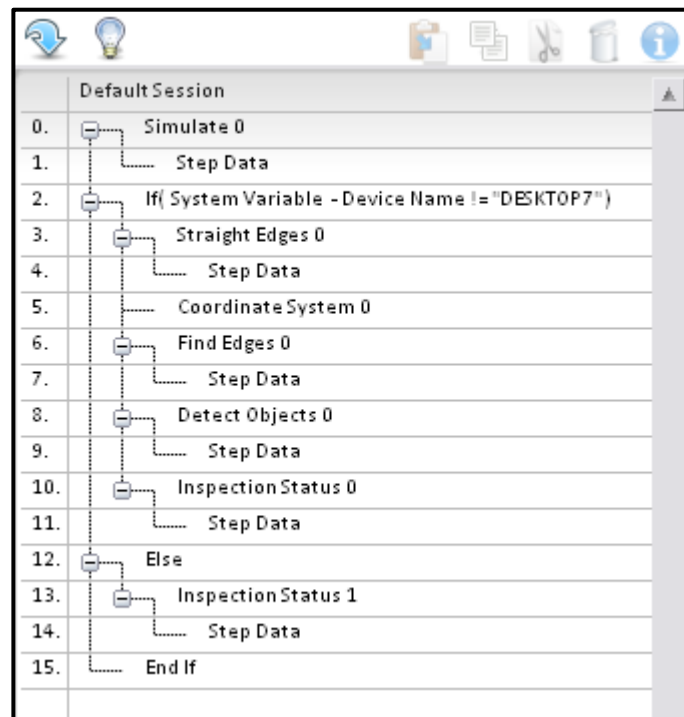 Default Session
0. Simulate 0
1. Step Data
2. If( System Variable - Device Name != "DESKTOP7")
3. Straight Edges 0
4. Step Data
5. Coordinate System 0
6. Find Edges 0
7. Step Data
8. Detect Objects 0
9. Step Data
10. Inspection Status 0
11. Step Data
12. Else
13. Inspection Status 1
14. Step Data
15. End If